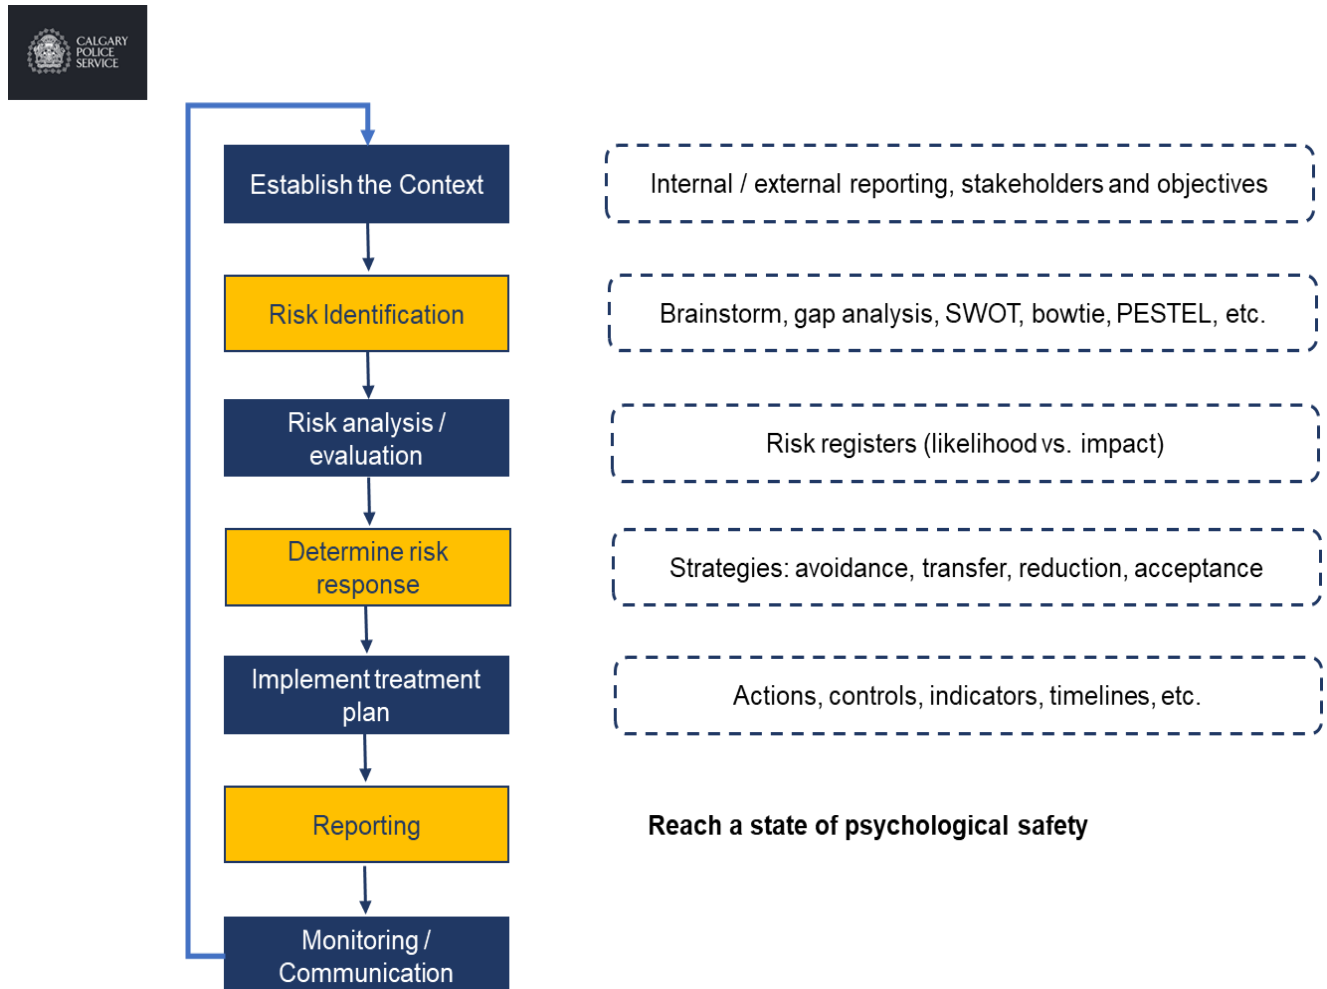 CALGARY
POLICE
SERVICE
Establish the Context
Internal / external reporting, stakeholders and objectives
Risk Identification
Brainstorm, gap analysis, SWOT, bowtie, PESTEL, etc.
Risk analysis /
evaluation
Risk registers (likelihood vs. impact)
Determine risk
response
Strategies: avoidance, transfer, reduction, acceptance
Implement treatment
plan
Actions, controls, indicators, timelines, etc.
Reporting
Reach a state of psychological safety
Monitoring /
Communication